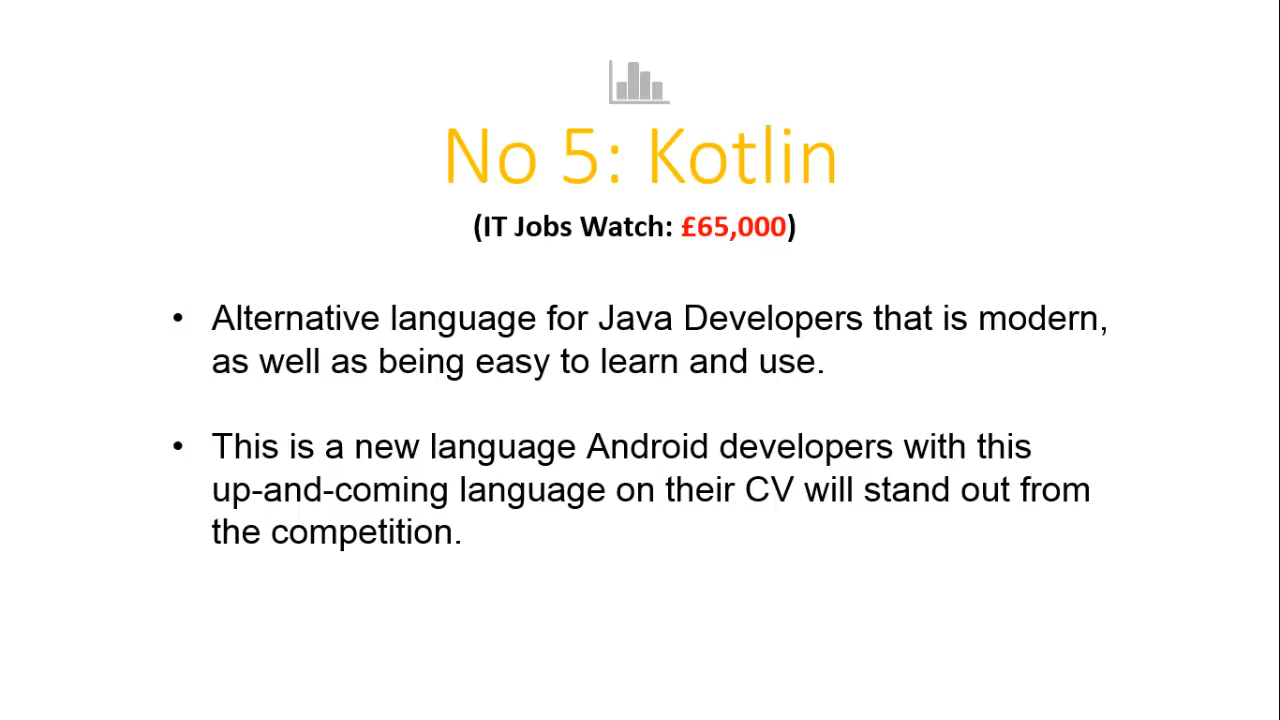 No 5: Kotlin
(IT Jobs Watch: £65,000)
• Alternative language for Java Developers that is modern,
as well as being easy to learn and use.
• This is a new language Android developers with this
up-and-coming language on their CV will stand out from
the competition.